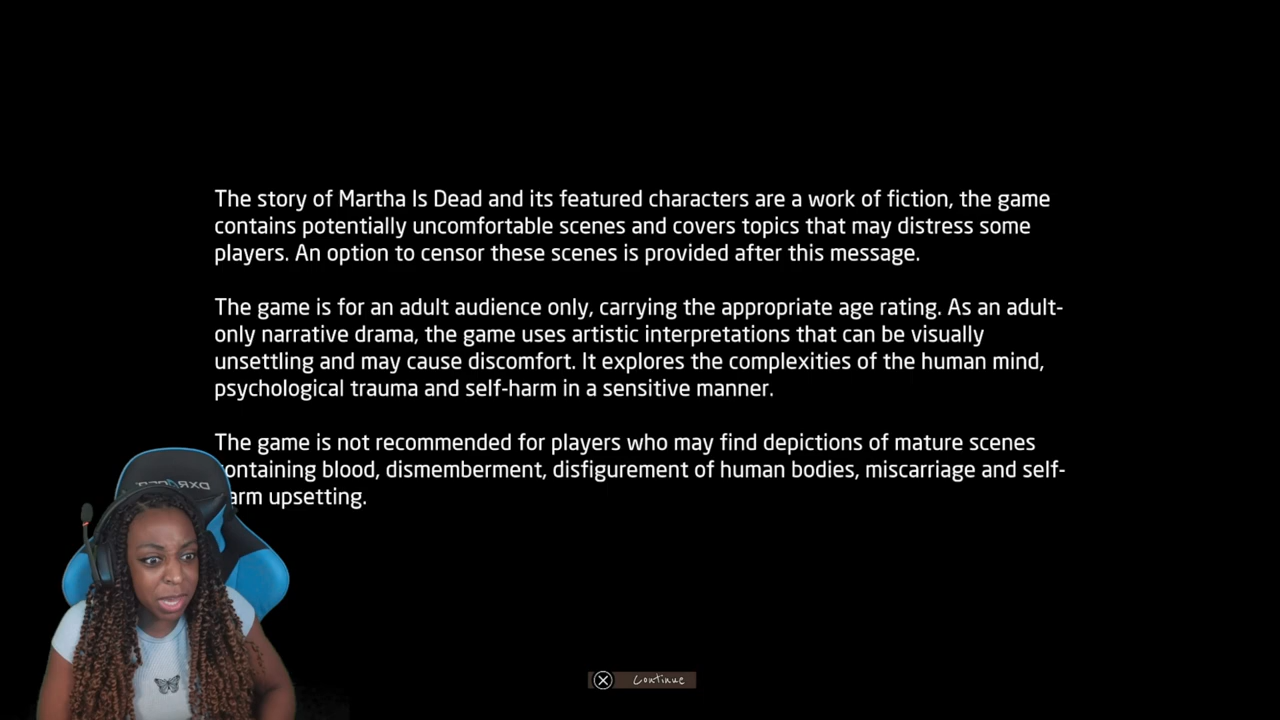 The story of Martha Is Dead and its featured characters are a work of fiction, the game
contains potentially uncomfortable scenes and covers topics that may distress some
players. An option to censor these scenes is provided after this message.
The game is for an adult audience only, carrying the appropriate age rating. As an adult-
only narrative drama, the game uses artistic interpretations that can be visually
unsettling and may cause discomfort. It explores the complexities of the human mind,
psychological trauma and self-harm in a sensitive manner.
The game is not recommended for players who may find depictions of mature scenes
ontaining blood, dismemberment, disfigurement of human bodies, miscarriage and self-
arm upsetting.
Continue